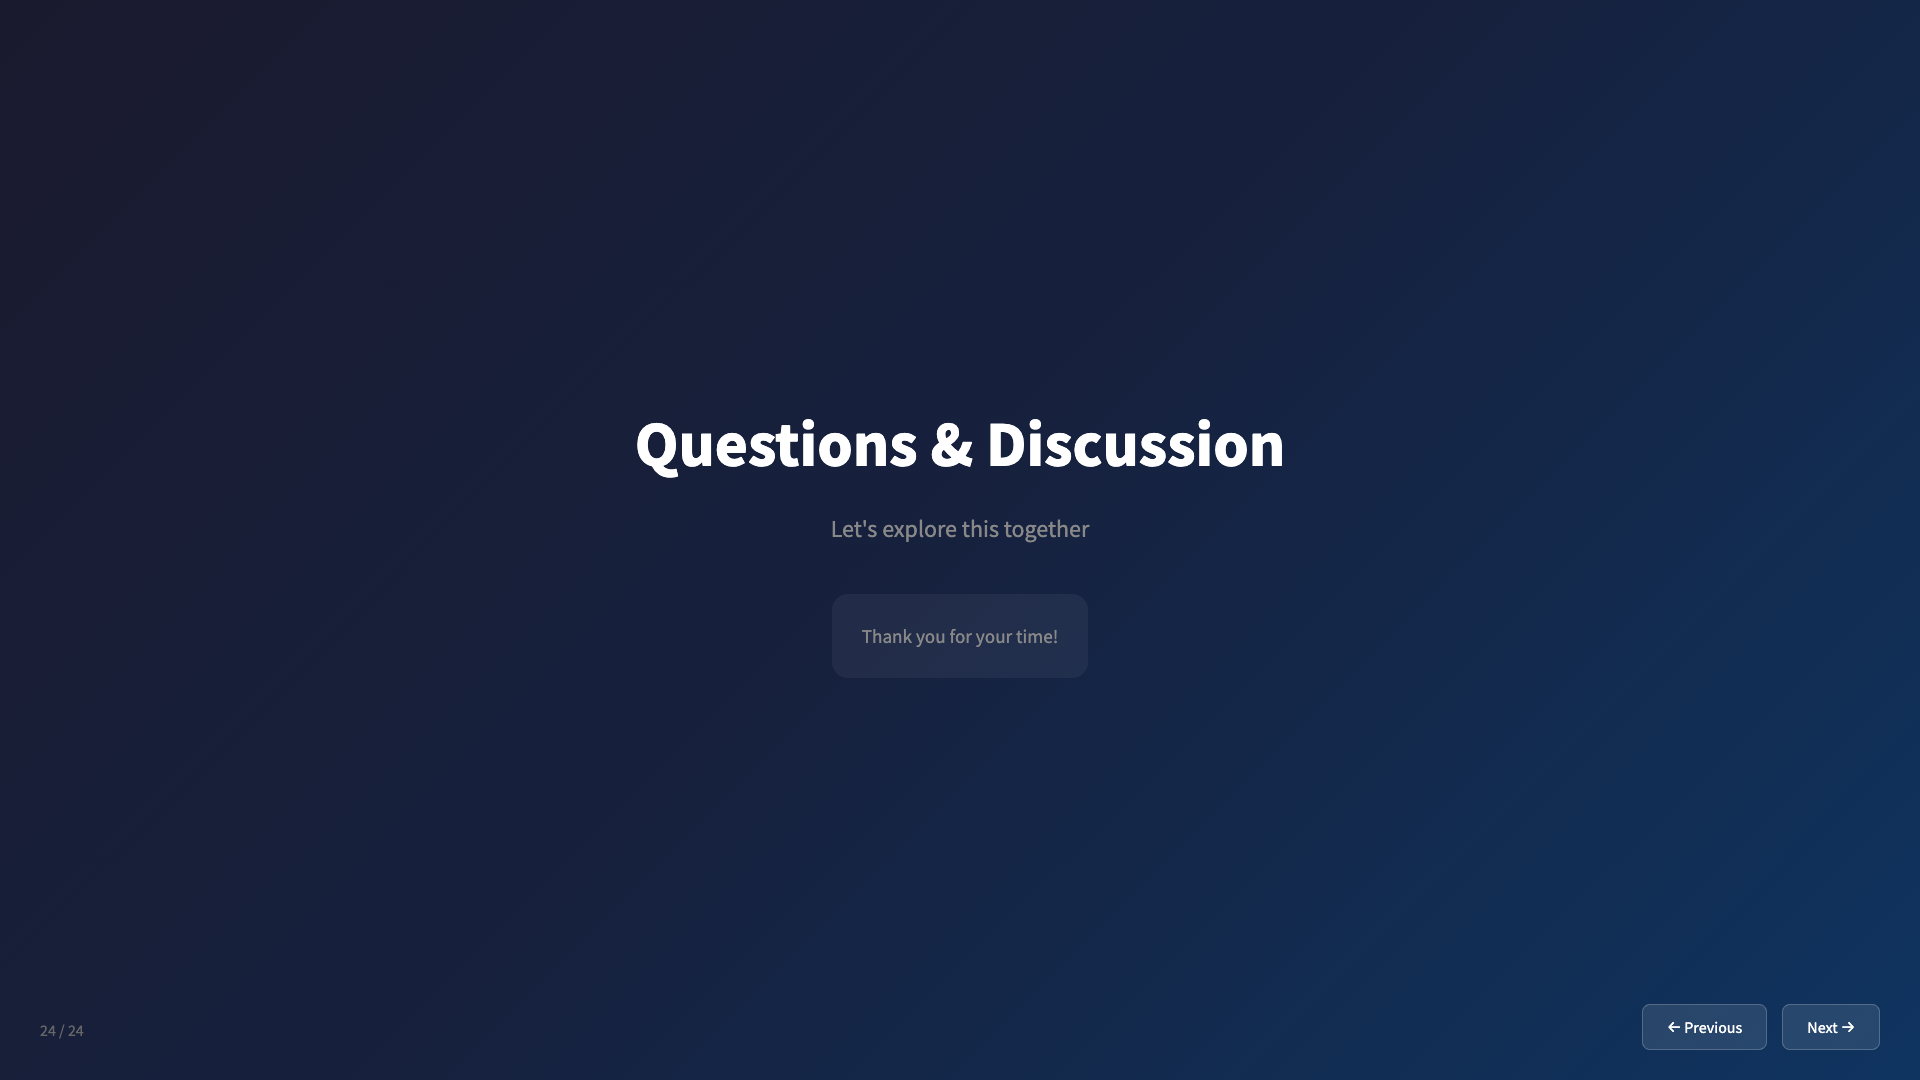 Questions & Discussion
Let's explore this together
Thank you for your time!
24 / 24
← Previous
Next →